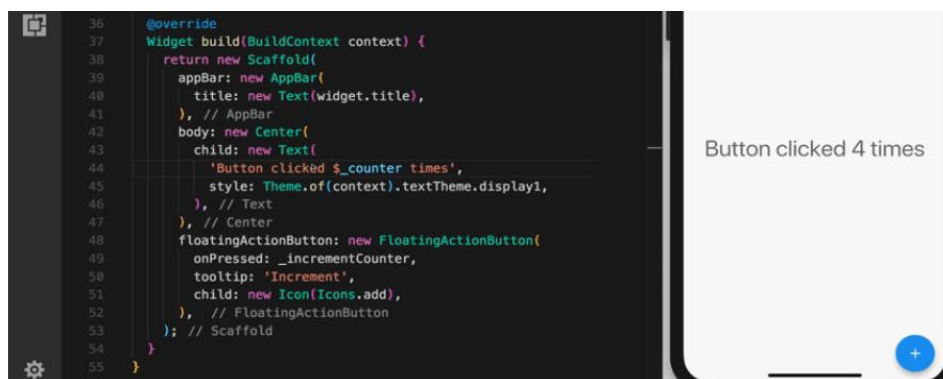 36 @override
37 Widget build(BuildContext context) {
38 return new Scaffold(
39 appBar: new AppBar(
40 title: new Text(widget.title),
41 ), // AppBar
42 body: new Center(
43 child: new Text(
44 'Button clicked $_counter times',
45 style: Theme.of(context).textTheme.display1,
46 ), // Text
47 ), // Center
48 floatingActionButton: new FloatingActionButton(
49 onPressed: _incrementCounter,
50 tooltip: 'Increment',
51 child: new Icon(Icons.add),
52 ), // FloatingActionButton
53 ); // Scaffold
54 }
55 }
Button clicked 4 times
+